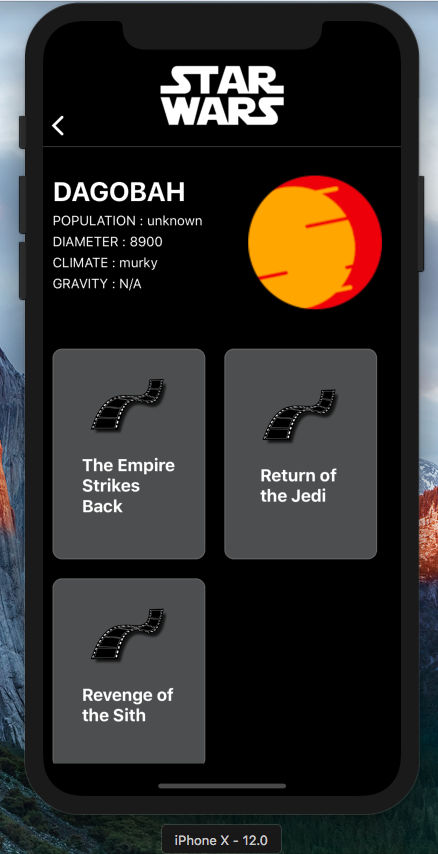 STAR
WARS
DAGOBAH
POPULATION : unknown
DIAMETER : 8900
CLIMATE : murky
GRAVITY : N/A
The Empire
Strikes
Back
Return of
the Jedi
Revenge of
the Sith
iPhone X - 12.0